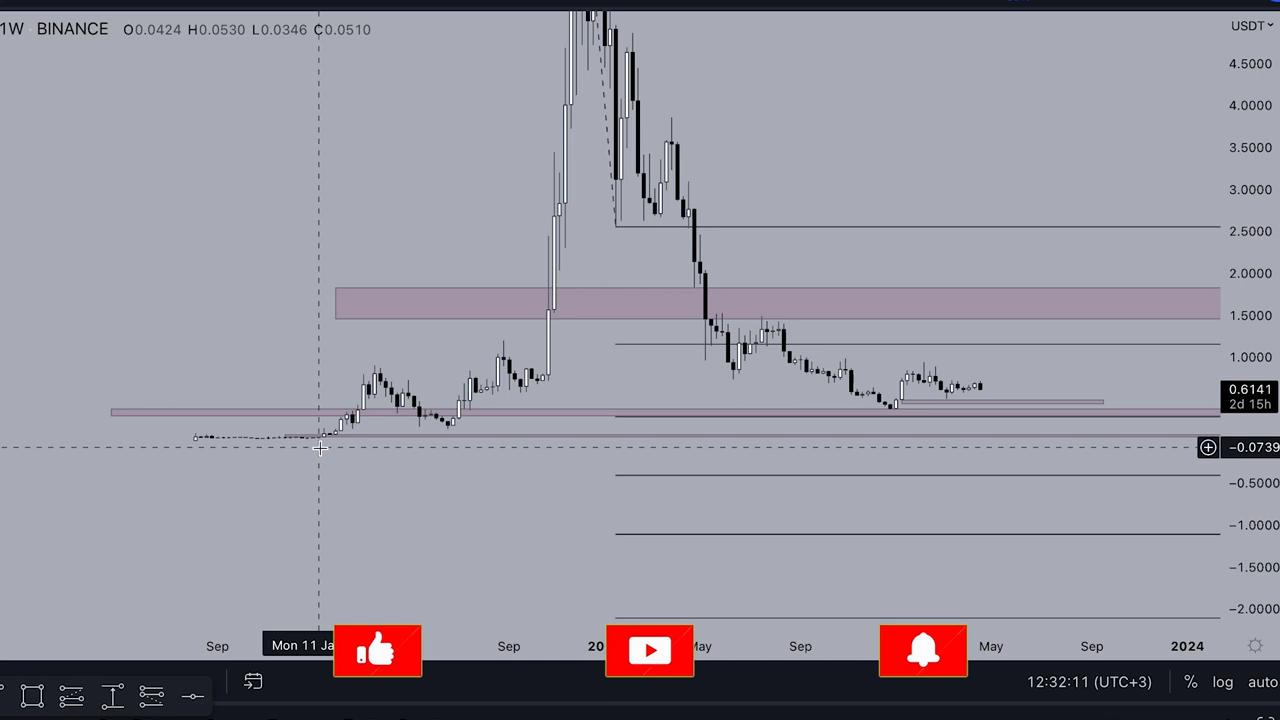 1W · BINANCE O0.0424 H0.0530 L0.0346 C0.0510
USDT
4.5000
4.0000
3.5000
3.0000
2.5000
2.0000
1.5000
1.0000
0.6141
2d 15h
−0.0739
−0.5000
−1.0000
−1.5000
−2.0000
Sep Mon 11 Ja Sep 20 May Sep May Sep 2024
12:32:11 (UTC+3) % log auto